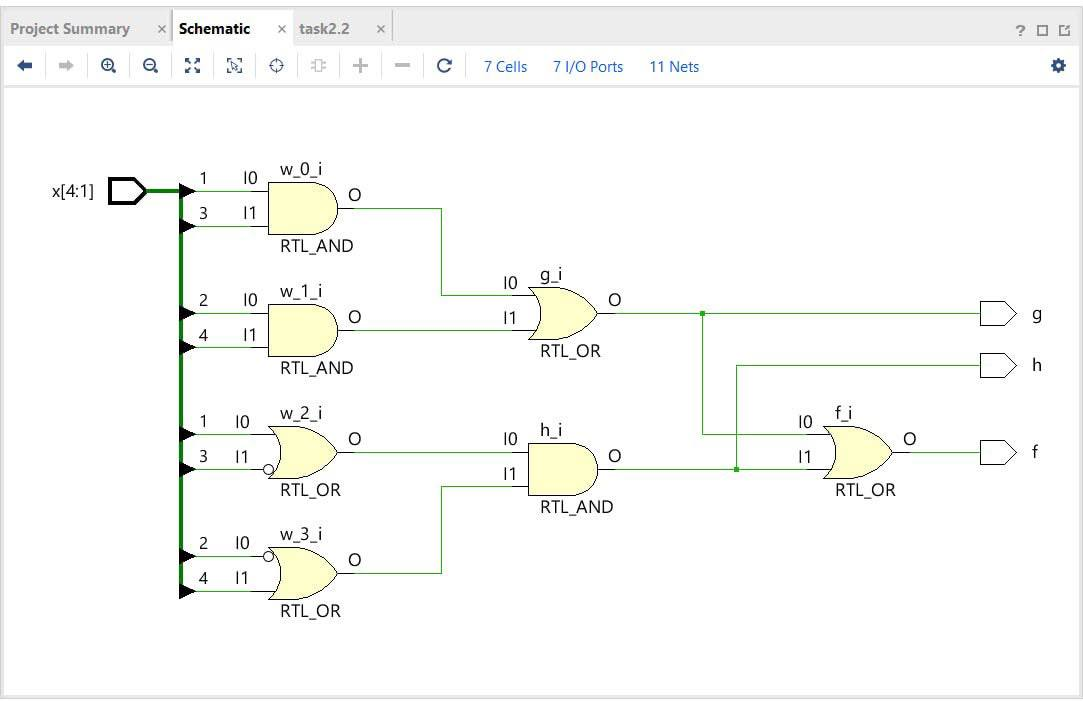 Project Summary × Schematic × task2.2 ×
?
7 Cells 7 I/O Ports 11 Nets
x[4:1]
w_0_i
1 I0 O
3 I1
RTL_AND
w_1_i
2 I0 O
4 I1
RTL_AND
w_2_i
1 I0 O
3 I1
RTL_OR
w_3_i
2 I0 O
4 I1
RTL_OR
g_i
I0 O
I1
RTL_OR
h_i
I0 O
I1
RTL_AND
f_i
I0 O
I1
RTL_OR
g
h
f